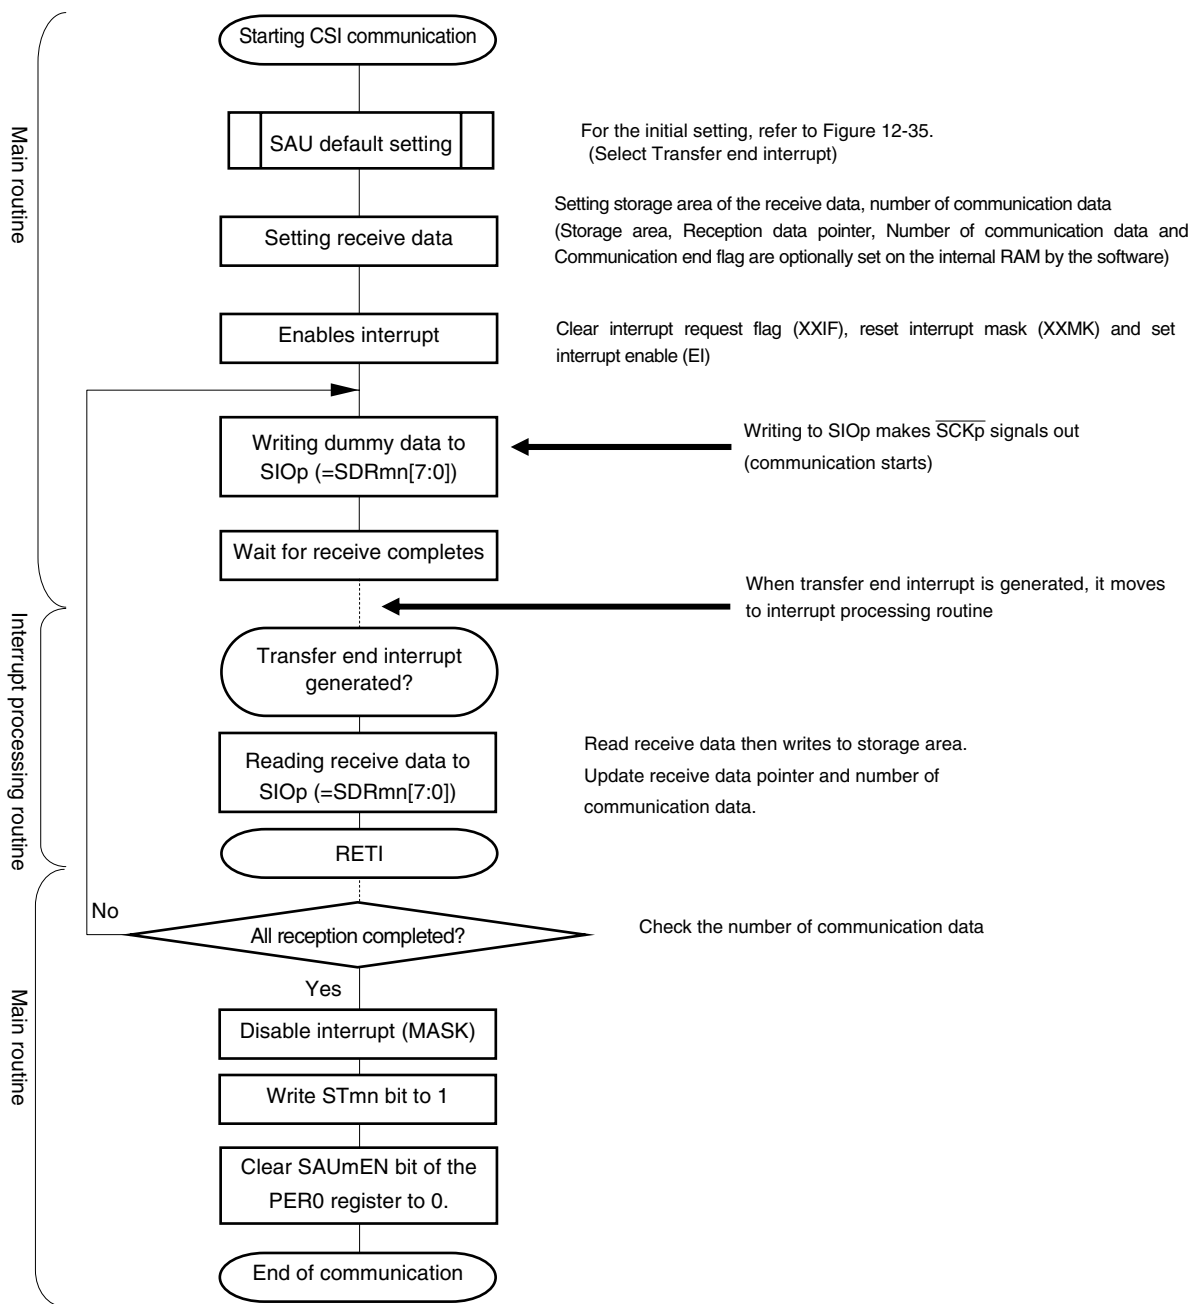 Starting CSI communication
Main routine
SAU default setting
For the initial setting, refer to Figure 12-35.
(Select Transfer end interrupt)
Setting receive data
Setting storage area of the receive data, number of communication data
(Storage area, Reception data pointer, Number of communication data and
Communication end flag are optionally set on the internal RAM by the software)
Enables interrupt
Clear interrupt request flag (XXIF), reset interrupt mask (XXMK) and set
interrupt enable (EI)
Writing dummy data to
SIOp (=SDRmn[7:0])
Writing to SIOp makes SCKp signals out
(communication starts)
Wait for receive completes
When transfer end interrupt is generated, it moves
to interrupt processing routine
Interrupt processing routine
Transfer end interrupt
generated?
Reading receive data to
SIOp (=SDRmn[7:0])
Read receive data then writes to storage area.
Update receive data pointer and number of
communication data.
RETI
No
All reception completed?
Check the number of communication data
Yes
Main routine
Disable interrupt (MASK)
Write STmn bit to 1
Clear SAUmEN bit of the
PER0 register to 0.
End of communication